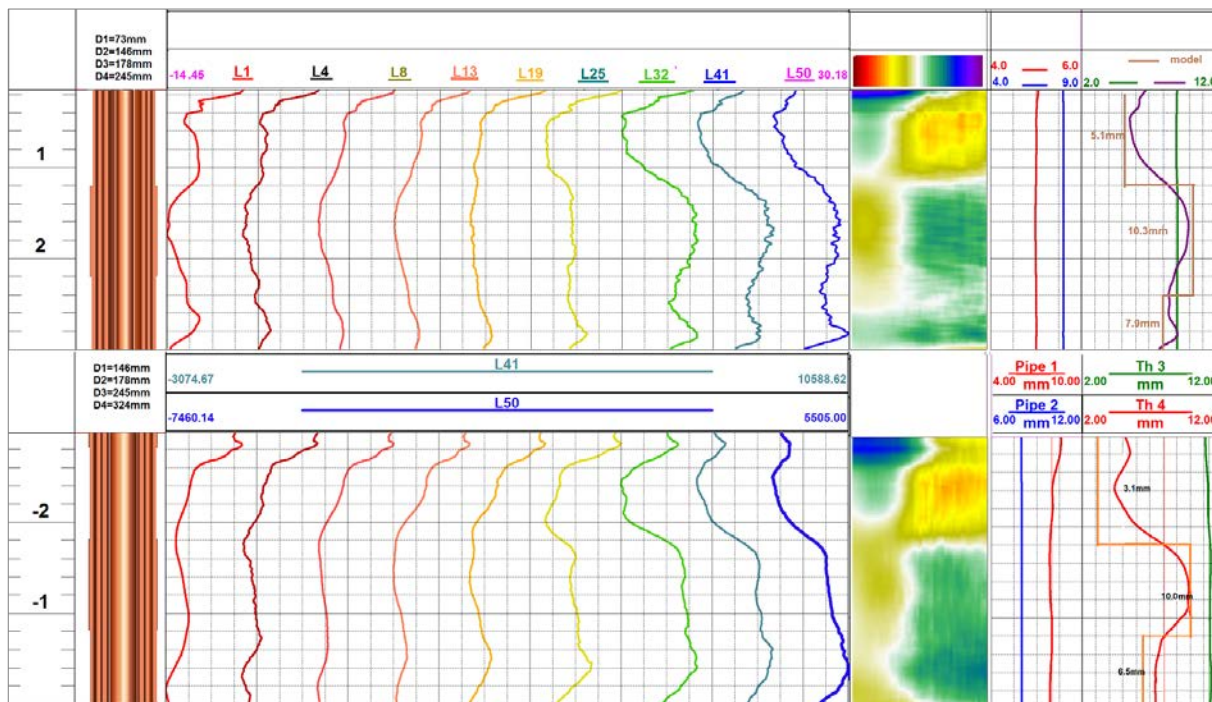 D1=73mm
D2=146mm
D3=178mm
D4=245mm
-14.45 L1 L4 L8 L13 L19 L25 L32 L41 L50 30.18
4.0 6.0
4.0 9.0
model
2.0 12.0
1
2
5.1mm
10.3mm
7.9mm
D1=146mm
D2=178mm
D3=245mm
D4=324mm
-3074.67 L41 10588.62
-7460.14 L50 5505.00
Pipe 1
4.00 mm 10.00
Pipe 2
6.00 mm 12.00
Th 3
2.00 mm 12.00
Th 4
2.00 mm 12.00
-2
-1
3.1mm
10.0mm
6.5mm